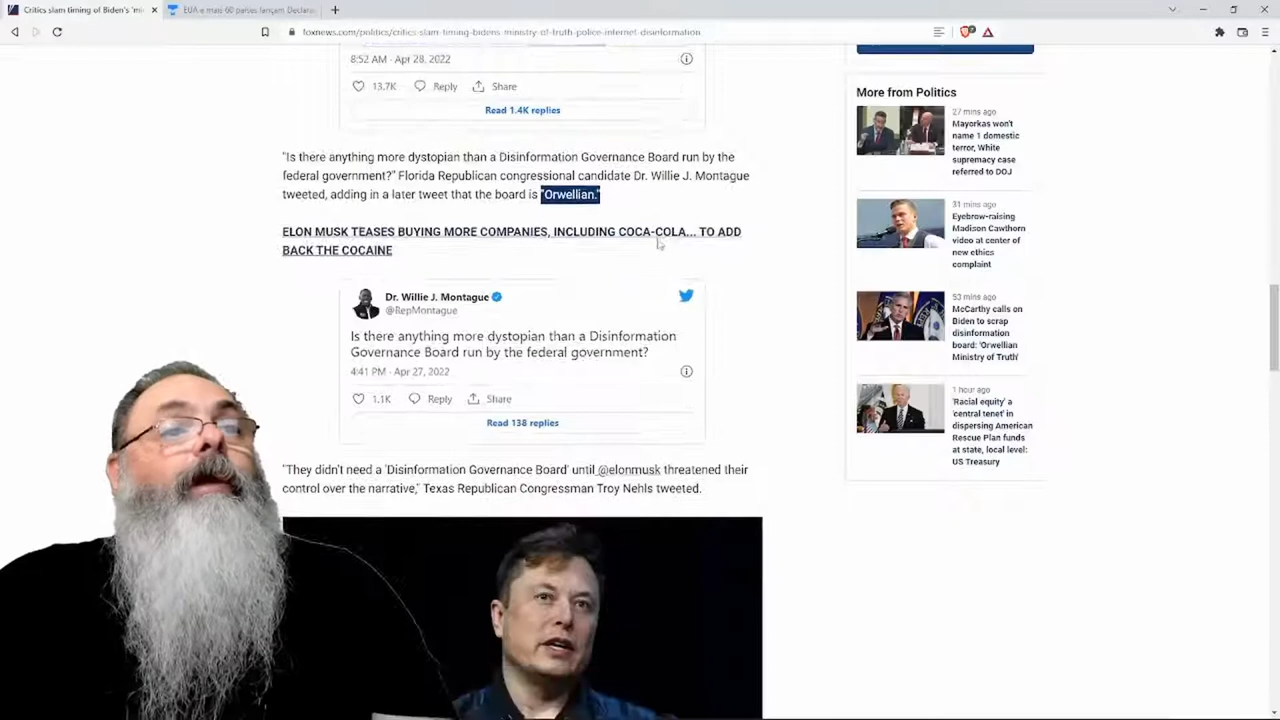 Critics slam timing of Biden's 'mi
EUA e mais 60 países lançam Declara
foxnews.com/politics/critics-slam-timing-bidens-ministry-of-truth-police-internet-disinformation
8:52 AM · Apr 28, 2022
13.7K Reply Share
Read 1.4K replies
"Is there anything more dystopian than a Disinformation Governance Board run by the
federal government?" Florida Republican congressional candidate Dr. Willie J. Montague
tweeted, adding in a later tweet that the board is "Orwellian."
ELON MUSK TEASES BUYING MORE COMPANIES, INCLUDING COCA-COLA... TO ADD
BACK THE COCAINE
Dr. Willie J. Montague
@RepMontague
Is there anything more dystopian than a Disinformation
Governance Board run by the federal government?
4:41 PM · Apr 27, 2022
1.1K Reply Share
Read 138 replies
"They didn't need a 'Disinformation Governance Board' until @elonmusk threatened their
control over the narrative," Texas Republican Congressman Troy Nehls tweeted.
More from Politics
27 mins ago
Mayorkas won't
name 1 domestic
terror, White
supremacy case
referred to DOJ
31 mins ago
Eyebrow-raising
Madison Cawthorn
video at center of
new ethics
complaint
53 mins ago
McCarthy calls on
Biden to scrap
disinformation
board: 'Orwellian
Ministry of Truth'
1 hour ago
'Racial equity' a
'central tenet' in
dispersing American
Rescue Plan funds
at state, local level:
US Treasury